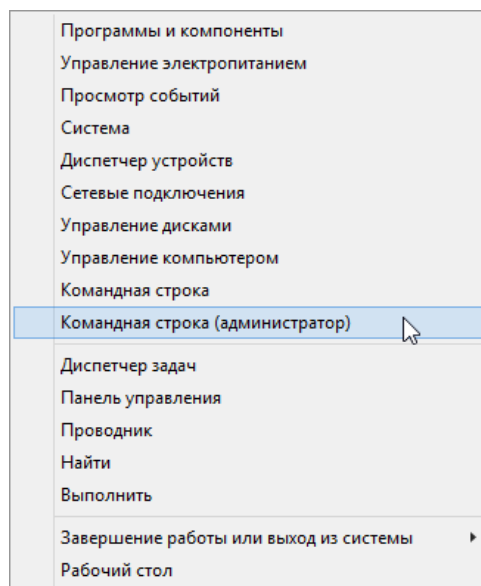 Программы и компоненты
Управление электропитанием
Просмотр событий
Система
Диспетчер устройств
Сетевые подключения
Управление дисками
Управление компьютером
Командная строка
Командная строка (администратор)
Диспетчер задач
Панель управления
Проводник
Найти
Выполнить
Завершение работы или выход из системы
Рабочий стол